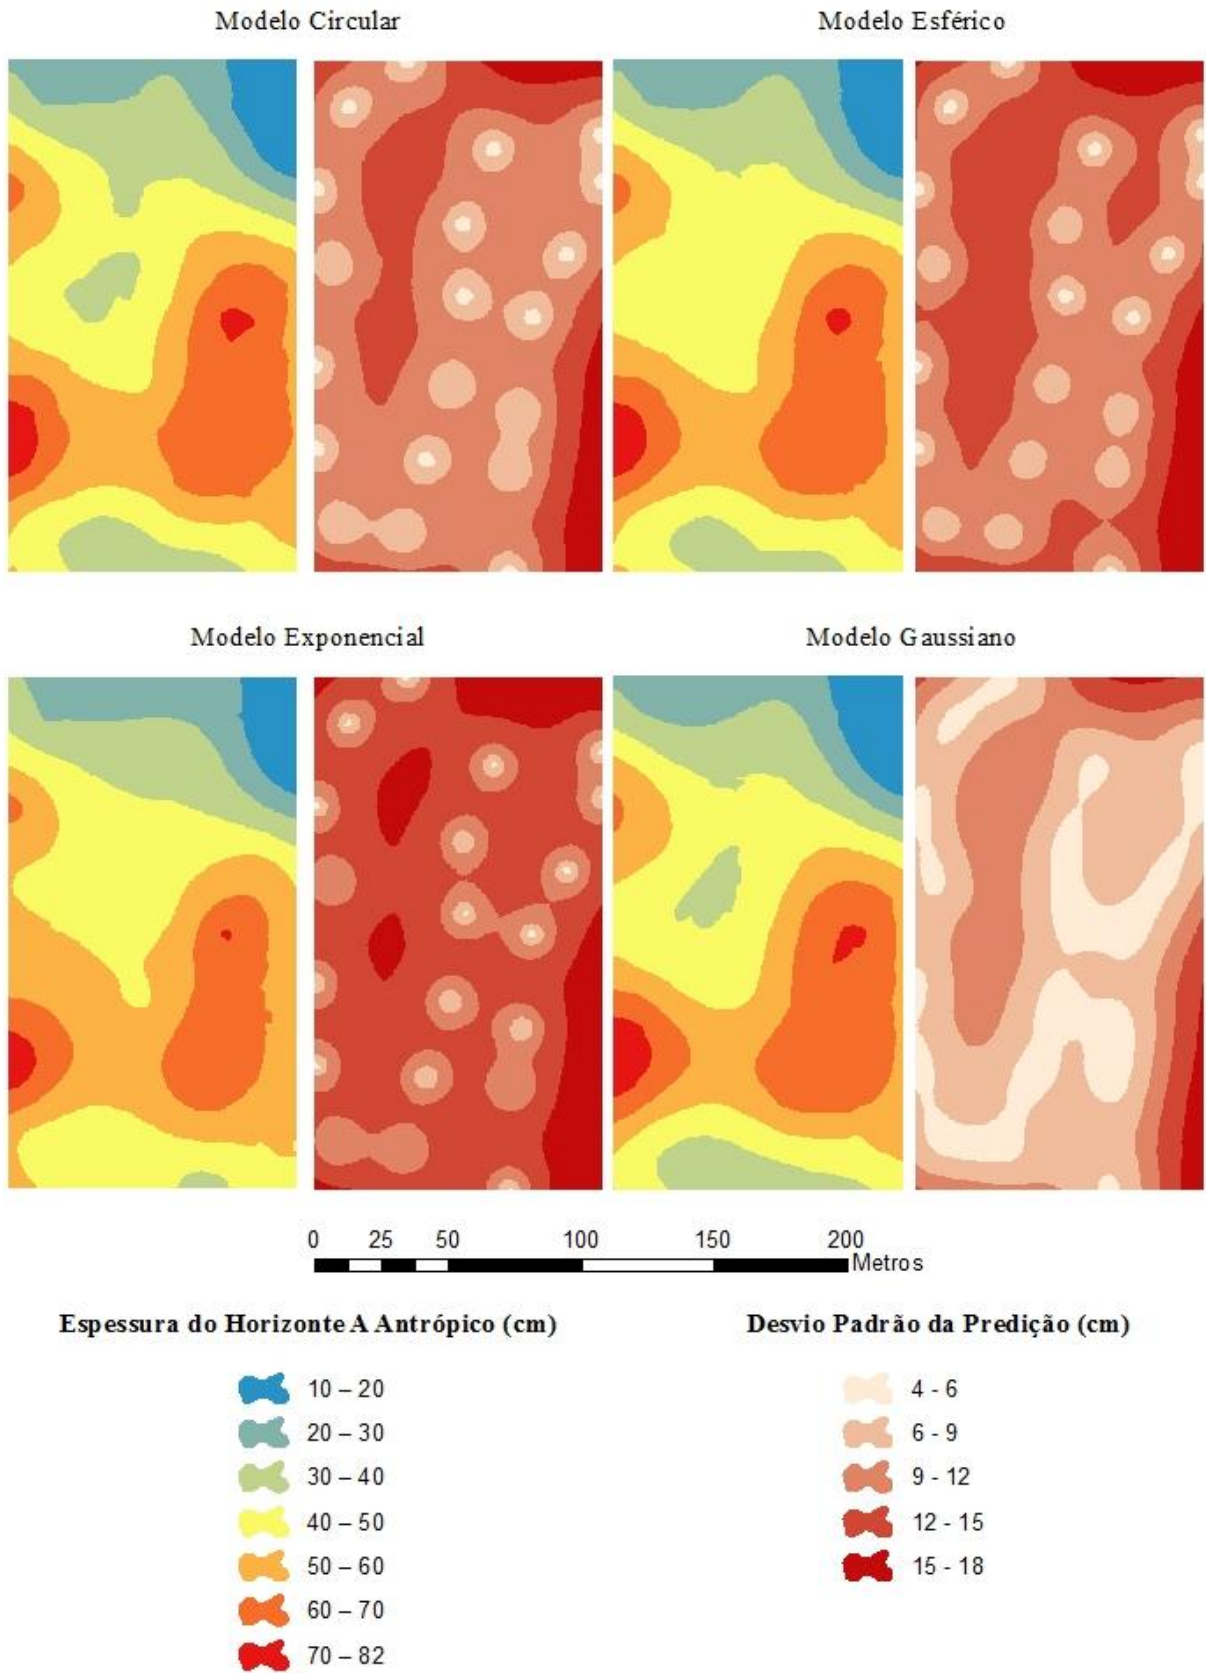 Modelo Circular
Modelo Esférico
Modelo Exponencial
Modelo Gaussiano
0 25 50 100 150 200
Metros
Espessura do Horizonte A Antrópico (cm)
10 – 20
20 – 30
30 – 40
40 – 50
50 – 60
60 – 70
70 – 82
Desvio Padrão da Predição (cm)
4 - 6
6 - 9
9 - 12
12 - 15
15 - 18